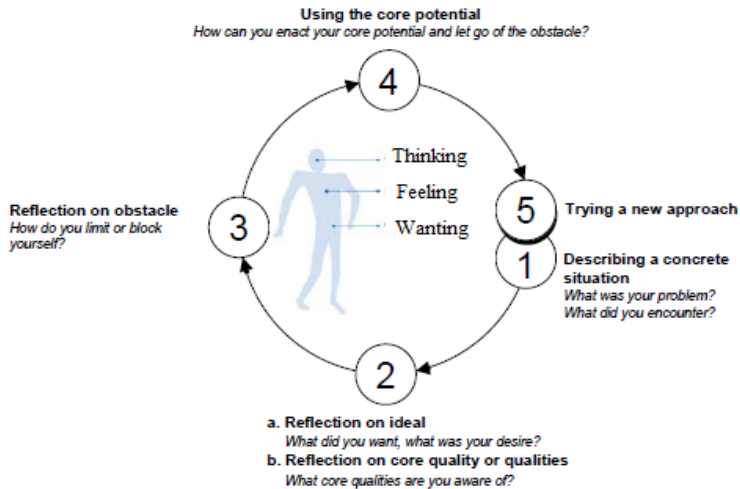 Using the core potential
How can you enact your core potential and let go of the obstacle?
4
Thinking
Feeling
Wanting
Reflection on obstacle
How do you limit or block
yourself?
3
5
Trying a new approach
1
Describing a concrete
situation
What was your problem?
What did you encounter?
2
a. Reflection on ideal
What did you want, what was your desire?
b. Reflection on core quality or qualities
What core qualities are you aware of?